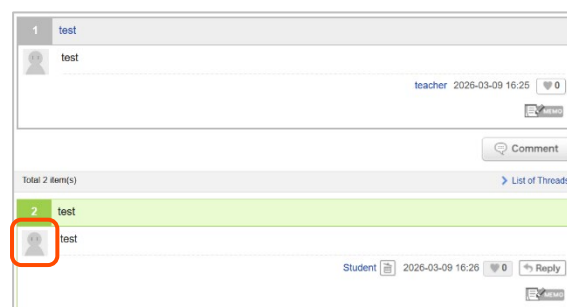 1 test
test
teacher 2026-03-09 16:25 0
MEMO
Comment
Total 2 item(s) List of Threads
2 test
test
Student 2026-03-09 16:26 0 Reply
MEMO